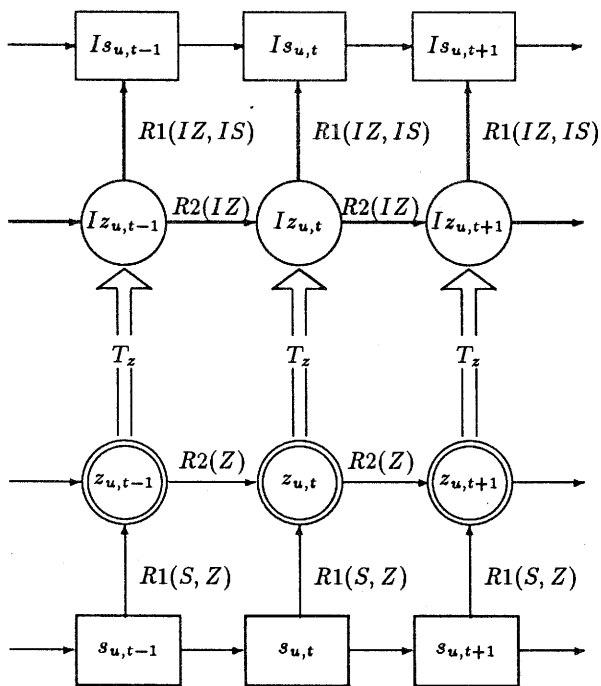 Is_{u,t-1} Is_{u,t} Is_{u,t+1}
R1(IZ, IS) R1(IZ, IS) R1(IZ, IS)
R2(IZ) R2(IZ)
Iz_{u,t-1} Iz_{u,t} Iz_{u,t+1}
T_z T_z T_z
R2(Z) R2(Z)
z_{u,t-1} z_{u,t} z_{u,t+1}
R1(S, Z) R1(S, Z) R1(S, Z)
s_{u,t-1} s_{u,t} s_{u,t+1}